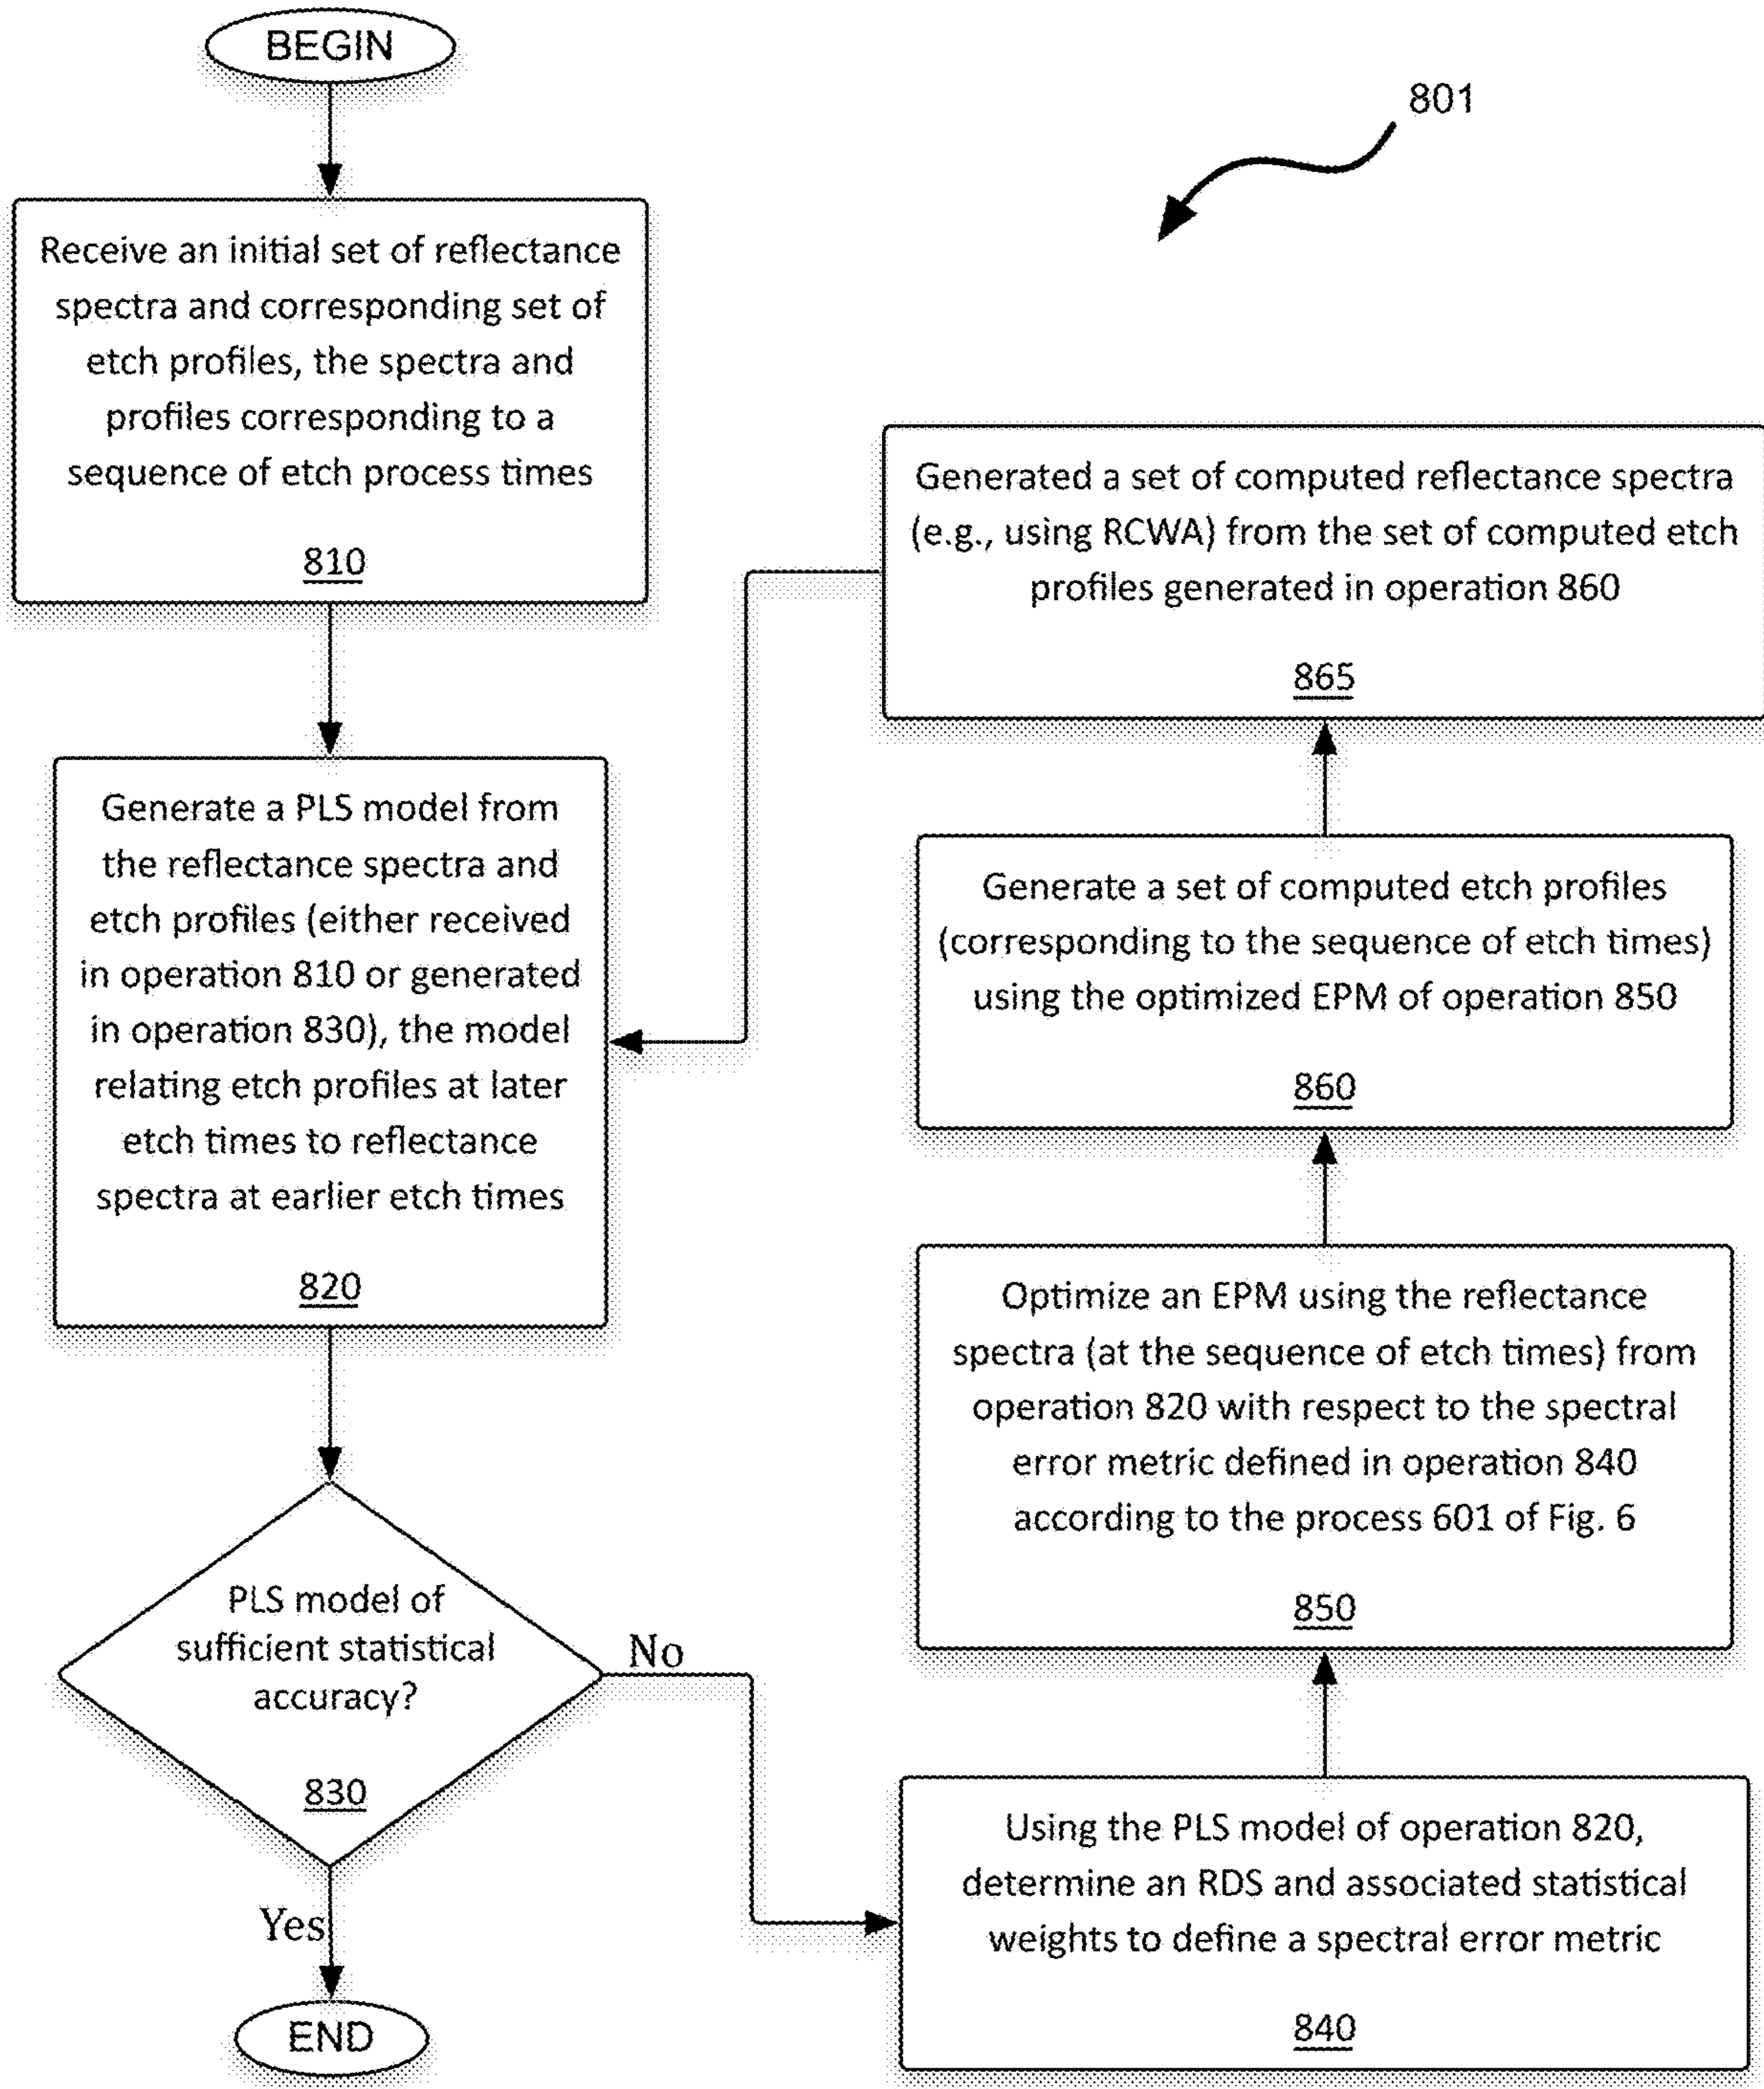 BEGIN
801
Receive an initial set of reflectance
spectra and corresponding set of
etch profiles, the spectra and
profiles corresponding to a
sequence of etch process times
810
Generate a PLS model from
the reflectance spectra and
etch profiles (either received
in operation 810 or generated
in operation 830), the model
relating etch profiles at later
etch times to reflectance
spectra at earlier etch times
820
PLS model of
sufficient statistical
accuracy?
830
No
Yes
END
Using the PLS model of operation 820,
determine an RDS and associated statistical
weights to define a spectral error metric
840
Optimize an EPM using the reflectance
spectra (at the sequence of etch times) from
operation 820 with respect to the spectral
error metric defined in operation 840
according to the process 601 of Fig. 6
850
Generate a set of computed etch profiles
(corresponding to the sequence of etch times)
using the optimized EPM of operation 850
860
Generated a set of computed reflectance spectra
(e.g., using RCWA) from the set of computed etch
profiles generated in operation 860
865